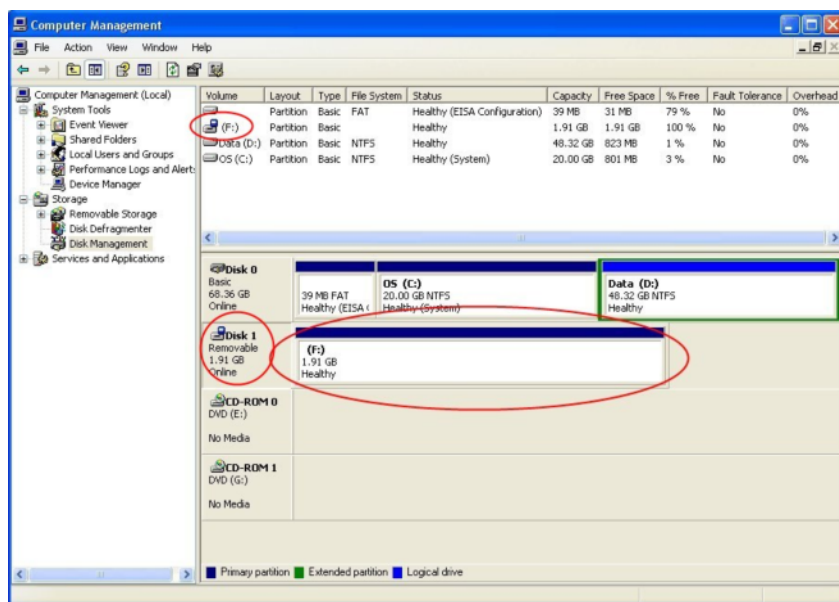 Computer Management
File Action View Window Help
Computer Management (Local)
System Tools
Event Viewer
Shared Folders
Local Users and Groups
Performance Logs and Alert:
Device Manager
Storage
Removable Storage
Disk Defragmenter
Disk Management
Services and Applications
Volume Layout Type File System Status Capacity Free Space % Free Fault Tolerance Overhead
Partition Basic FAT Healthy (EISA Configuration) 39 MB 31 MB 79 % No 0%
(F:) Partition Basic Healthy 1.91 GB 1.91 GB 100 % No 0%
Data (D:) Partition Basic NTFS Healthy 48.32 GB 823 MB 1 % No 0%
OS (C:) Partition Basic NTFS Healthy (System) 20.00 GB 801 MB 3 % No 0%
Disk 0
Basic
68.36 GB
Online
39 MB FAT
Healthy (EISA (
OS (C:)
20.00 GB NTFS
Healthy (System)
Data (D:)
48.32 GB NTFS
Healthy
Disk 1
Removable
1.91 GB
Online
(F:)
1.91 GB
Healthy
CD-ROM 0
DVD (E:)
No Media
CD-ROM 1
DVD (G:)
No Media
Primary partition Extended partition Logical drive